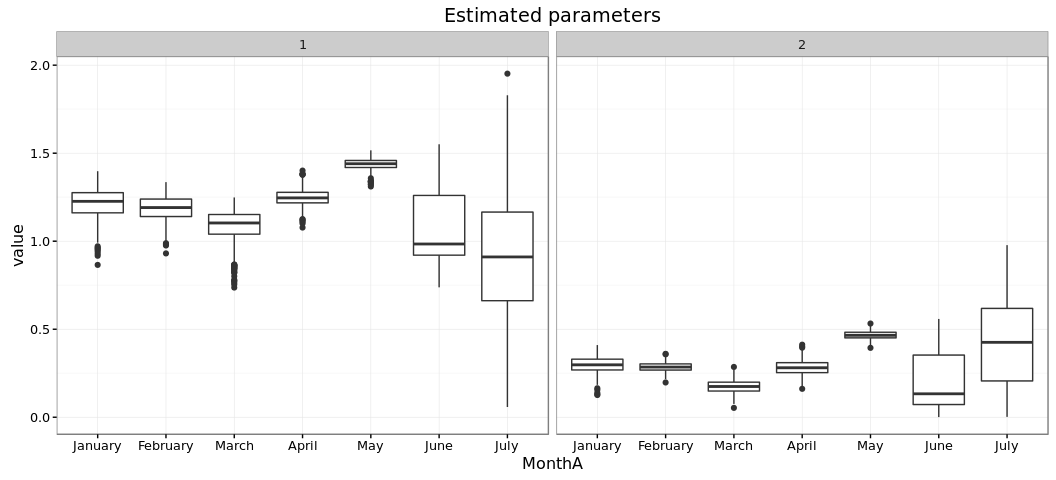 Estimated parameters
1
2
value
2.0
1.5
1.0
0.5
0.0
January February March April May June July
January February March April May June July
MonthA